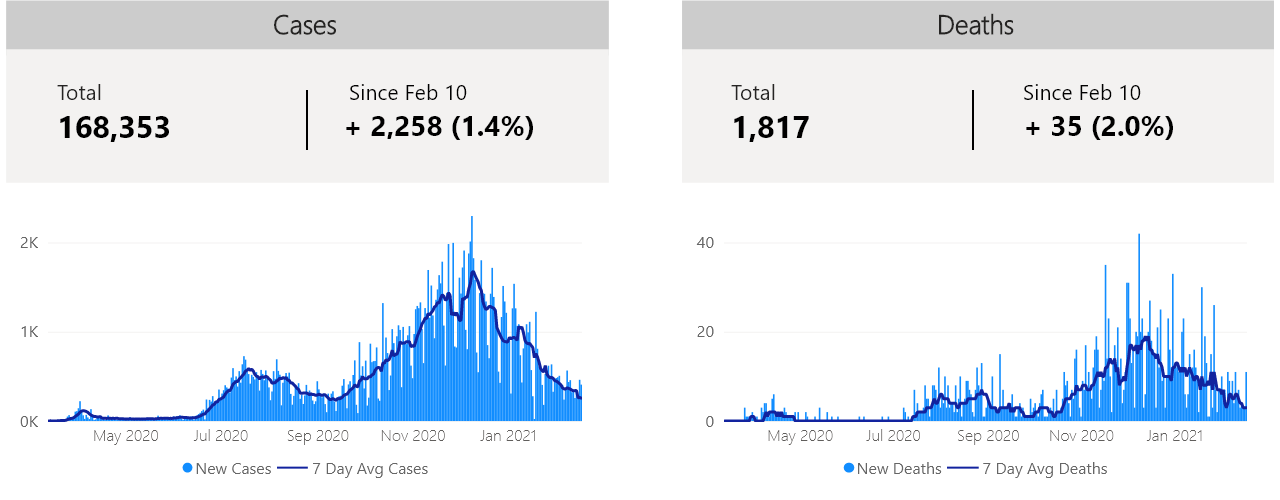 Cases
Total
168,353
Since Feb 10
+ 2,258 (1.4%)
2K
1K
0K
May 2020 Jul 2020 Sep 2020 Nov 2020 Jan 2021
New Cases 7 Day Avg Cases
Deaths
Total
1,817
Since Feb 10
+ 35 (2.0%)
40
20
0
May 2020 Jul 2020 Sep 2020 Nov 2020 Jan 2021
New Deaths 7 Day Avg Deaths